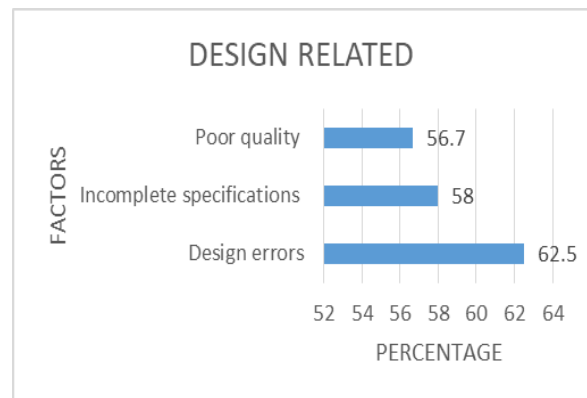 DESIGN RELATED
FACTORS
Poor quality
56.7
Incomplete specifications
58
Design errors
62.5
52 54 56 58 60 62 64
PERCENTAGE